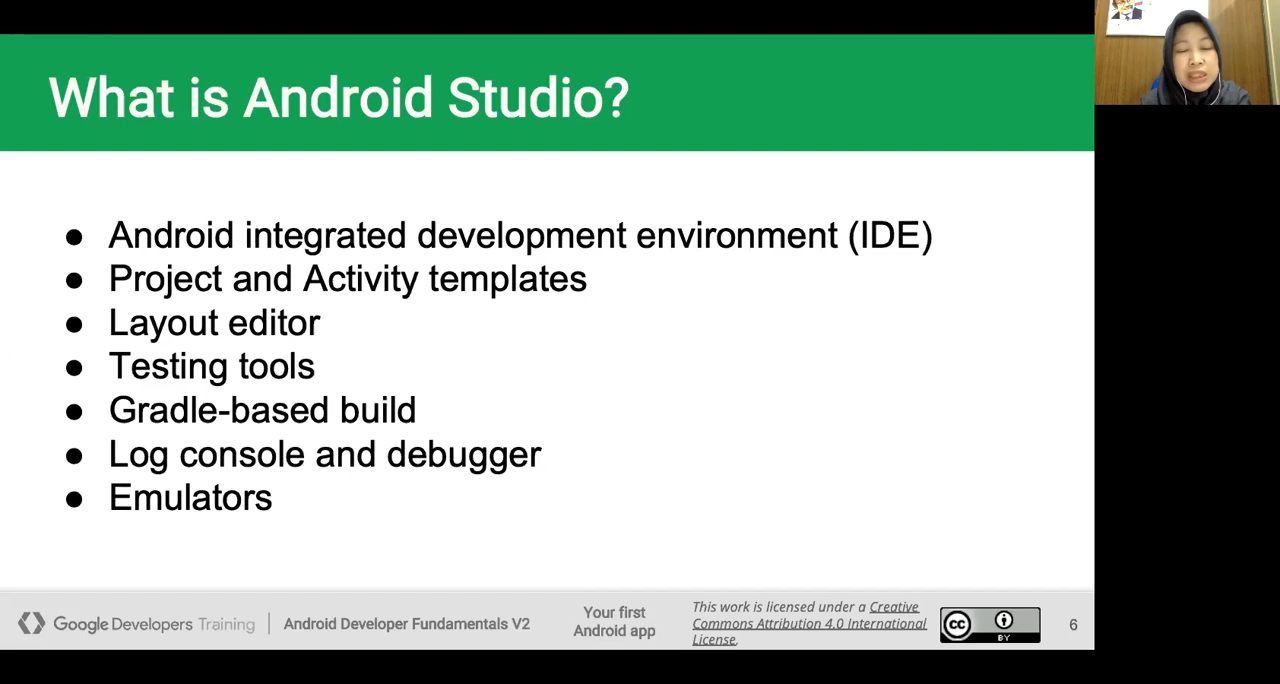 What is Android Studio?
● Android integrated development environment (IDE)
● Project and Activity templates
● Layout editor
● Testing tools
● Gradle-based build
● Log console and debugger
● Emulators
Google Developers Training
Android Developer Fundamentals V2
Your first
Android app
This work is licensed under a Creative
Commons Attribution 4.0 International
License.
cc
BY
6